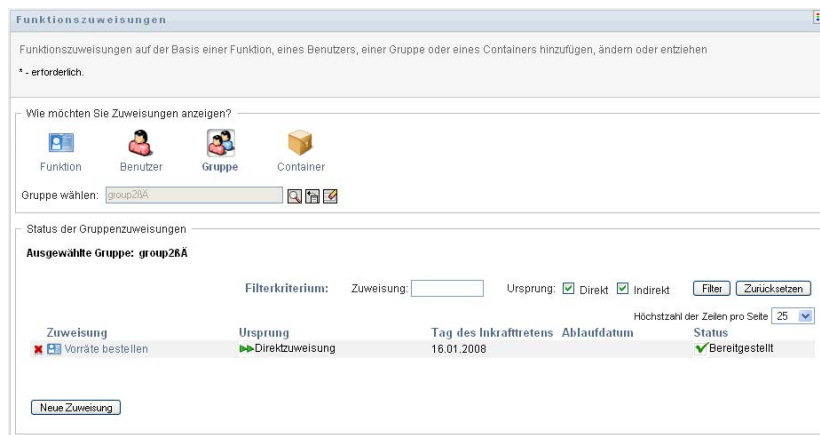 Funktionszuweisungen
Funktionszuweisungen auf der Basis einer Funktion, eines Benutzers, einer Gruppe oder eines Containers hinzufügen, ändern oder entziehen
* - erforderlich.
Wie möchten Sie Zuweisungen anzeigen?
Funktion Benutzer Gruppe Container
Gruppe wählen: group2ßÄ
Status der Gruppenzuweisungen
Ausgewählte Gruppe: group2ßÄ
Filterkriterium: Zuweisung: Ursprung: Direkt Indirekt Filter Zurücksetzen
Höchstzahl der Zeilen pro Seite 25
Zuweisung Ursprung Tag des Inkrafttretens Ablaufdatum Status
Vorräte bestellen Direktzuweisung 16.01.2008 Bereitgestellt
Neue Zuweisung